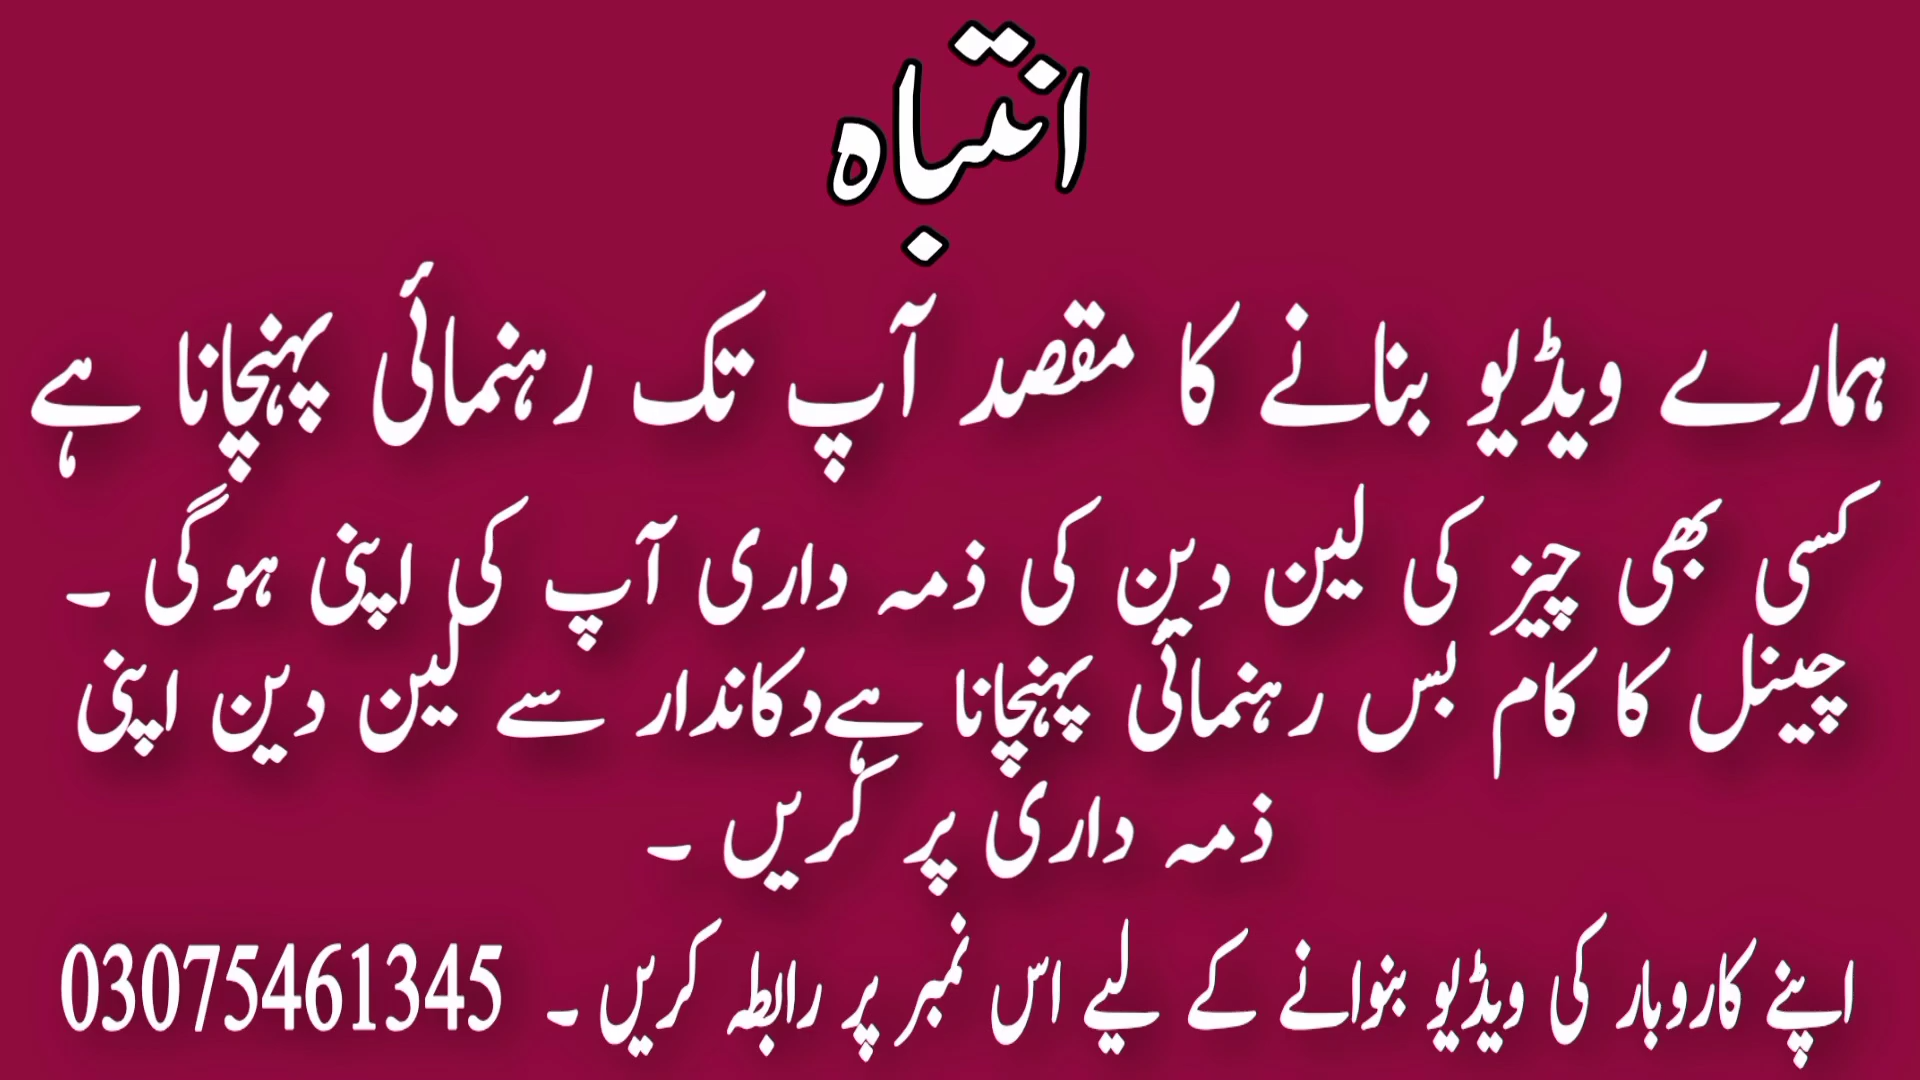 انتباہ
ہمارے ویڈیو بنانے کا مقصد آپ تک رہنمائی پہنچانا ہے
کسی بھی چیز کی لین دین کی ذمہ داری آپ کی اپنی ہوگی ۔
چینل کا کام بس رہنمائی پہنچانا ہےدکاندار سے لین دین اپنی
ذمہ داری پر کریں ۔
اپنے کاروبار کی ویڈیو بنوانے کے لیے اس نمبر پر رابطہ کریں ۔ 03075461345